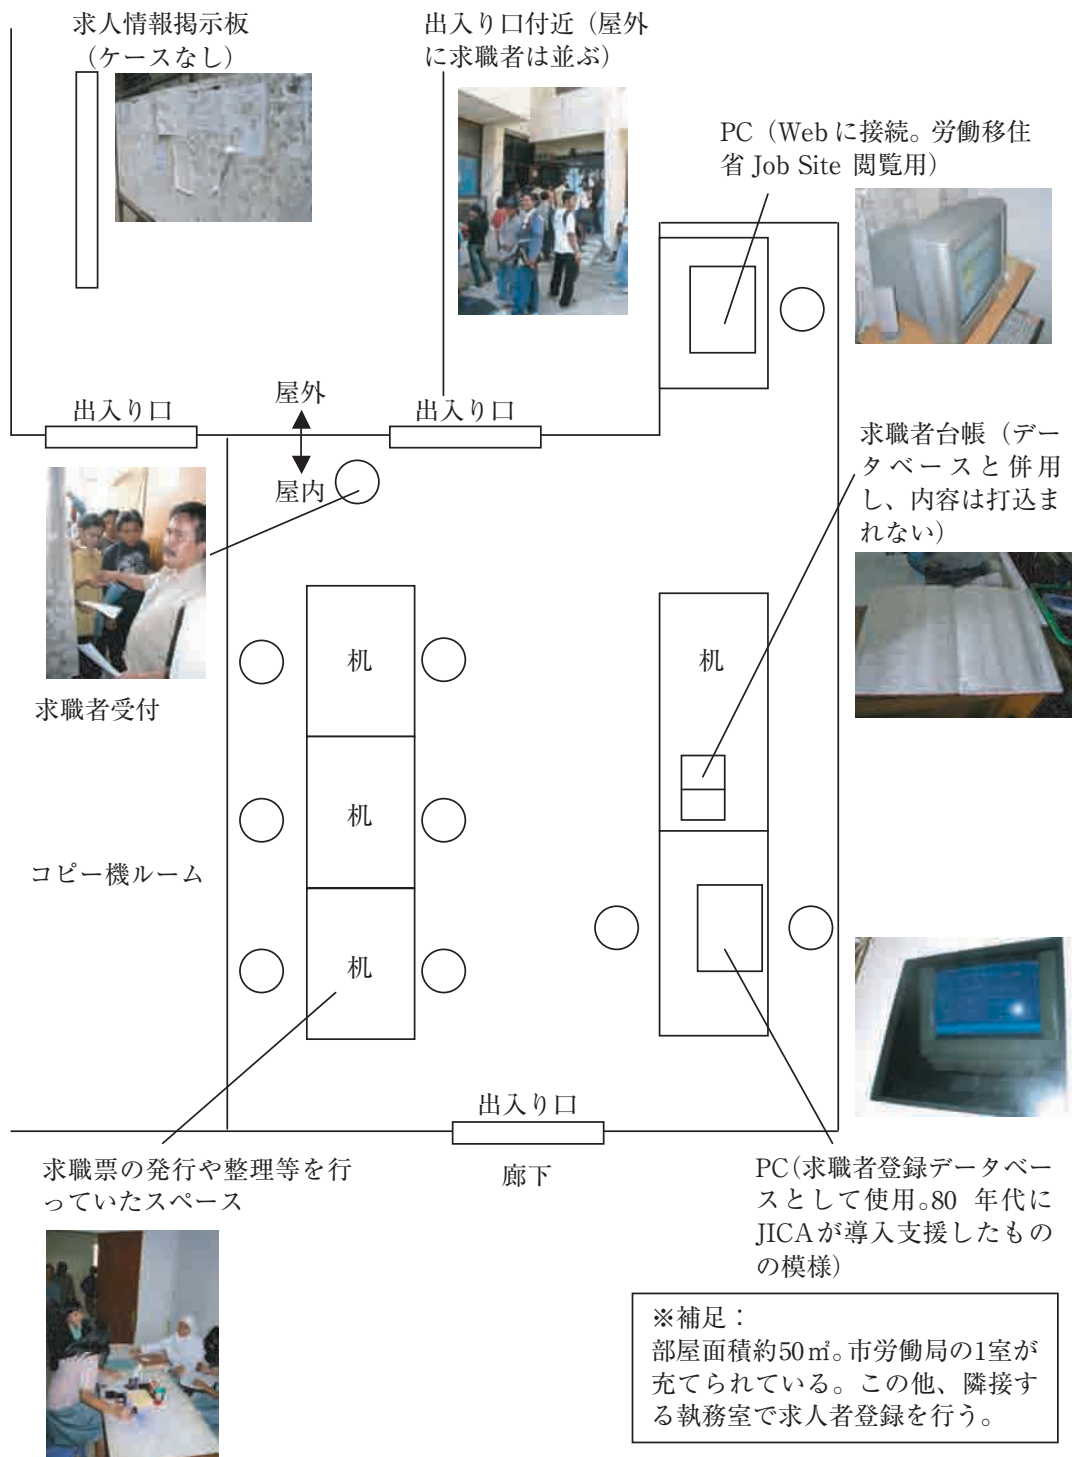 求人情報掲示板
（ケースなし）
出入り口付近（屋外
に求職者は並ぶ）
PC（Webに接続。労働移住
省 Job Site 閲覧用）
屋外
出入り口
出入り口
屋内
求職者台帳（デー
タベースと併用
し、内容は打込ま
れない）
机
机
求職者受付
机
コピー機ルーム
机
出入り口
廊下
求職票の発行や整理等を行
っていたスペース
PC（求職者登録データベー
スとして使用。80 年代に
JICAが導入支援したもの
の模様）
※補足：
部屋面積約50㎡。市労働局の1室が
充てられている。この他、隣接す
る執務室で求人者登録を行う。